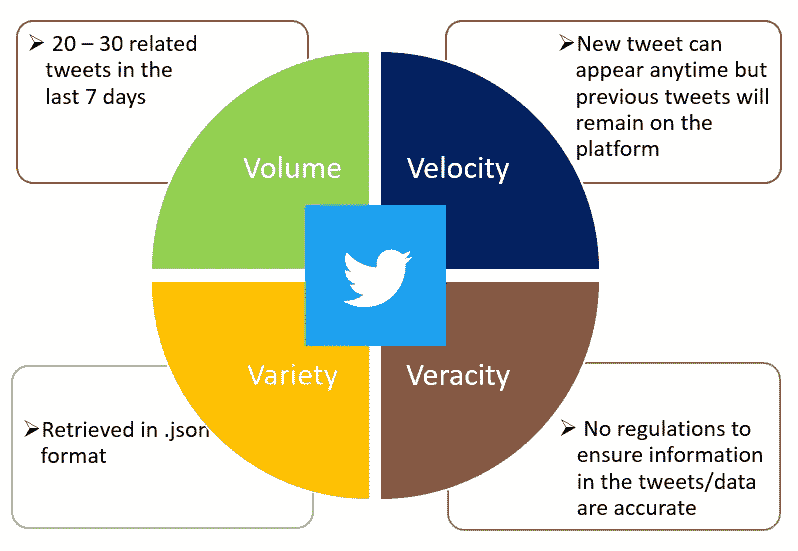 ➢ 20 – 30 related
tweets in the
last 7 days
➢New tweet can
appear anytime but
previous tweets will
remain on the
platform
Volume
Velocity
Variety
Veracity
➢Retrieved in .json
format
➢ No regulations to
ensure information
in the tweets/data
are accurate